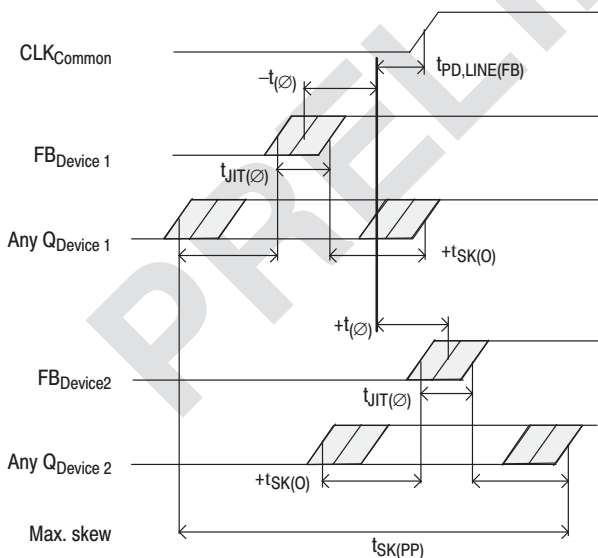 CLKCommon
tPD,LINE(FB)
–t(∅)
FBDevice 1
tJIT(∅)
Any QDevice 1
+tSK(O)
+t(∅)
FBDevice2
tJIT(∅)
Any QDevice 2
+tSK(O)
Max. skew
tSK(PP)
PRELI